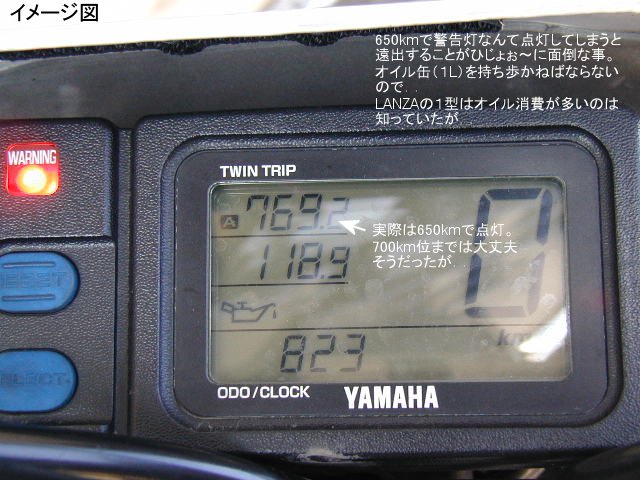 イメージ図
650kmで警告灯なんて点灯してしまうと
遠出することがひじょぉ~に面倒な事。
オイル缶(1L)を持ち歩かねばならない
ので．．
LANZAの1型はオイル消費が多いのは
知っていたが
WARNING
TWIN TRIP
A 769.2
実際は650kmで点灯。
700km位までは大丈夫
そうだったが．．
118.9
0
RESET
km/h
823
SELECT
ODO/CLOCK
YAMAHA